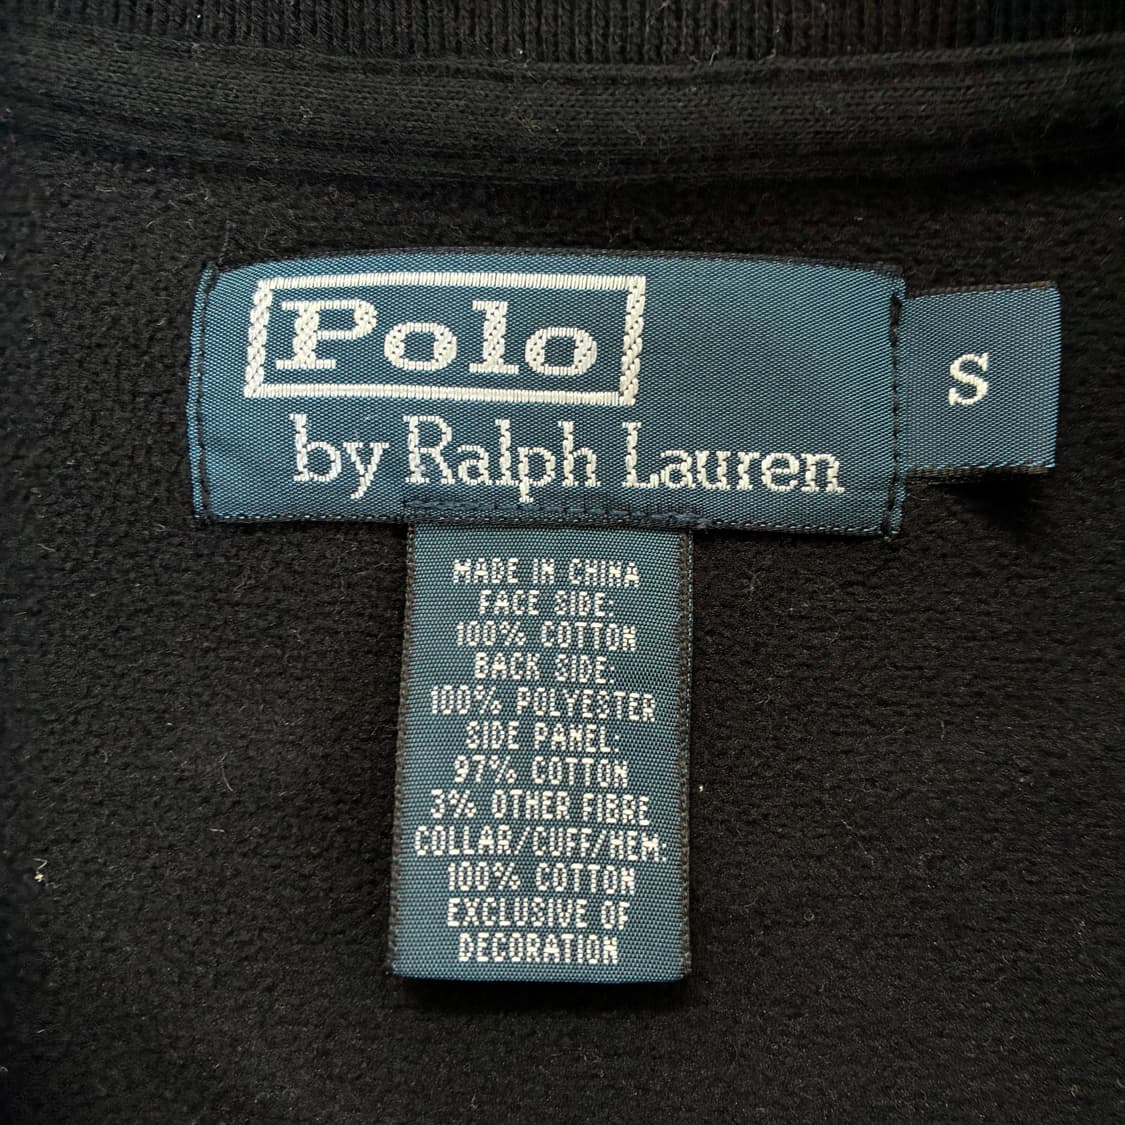 Polo
by Ralph Lauren
S
MADE IN CHINA
FACE SIDE:
100% COTTON
BACK SIDE:
100% POLYESTER
SIDE PANEL:
97% COTTON
3% OTHER FIBRE
COLLAR/CUFF/HEM:
100% COTTON
EXCLUSIVE OF
DECORATION